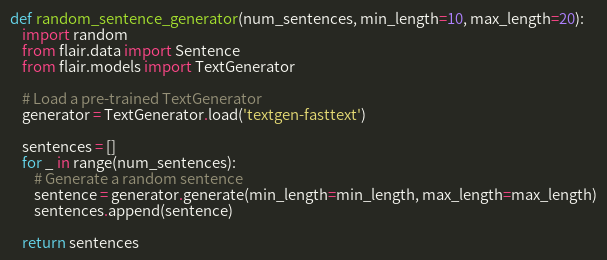 def random_sentence_generator(num_sentences, min_length=10, max_length=20):
    import random
    from flair.data import Sentence
    from flair.models import TextGenerator

    # Load a pre-trained TextGenerator
    generator = TextGenerator.load('textgen-fasttext')

    sentences = []
    for _ in range(num_sentences):
        # Generate a random sentence
        sentence = generator.generate(min_length=min_length, max_length=max_length)
        sentences.append(sentence)

    return sentences